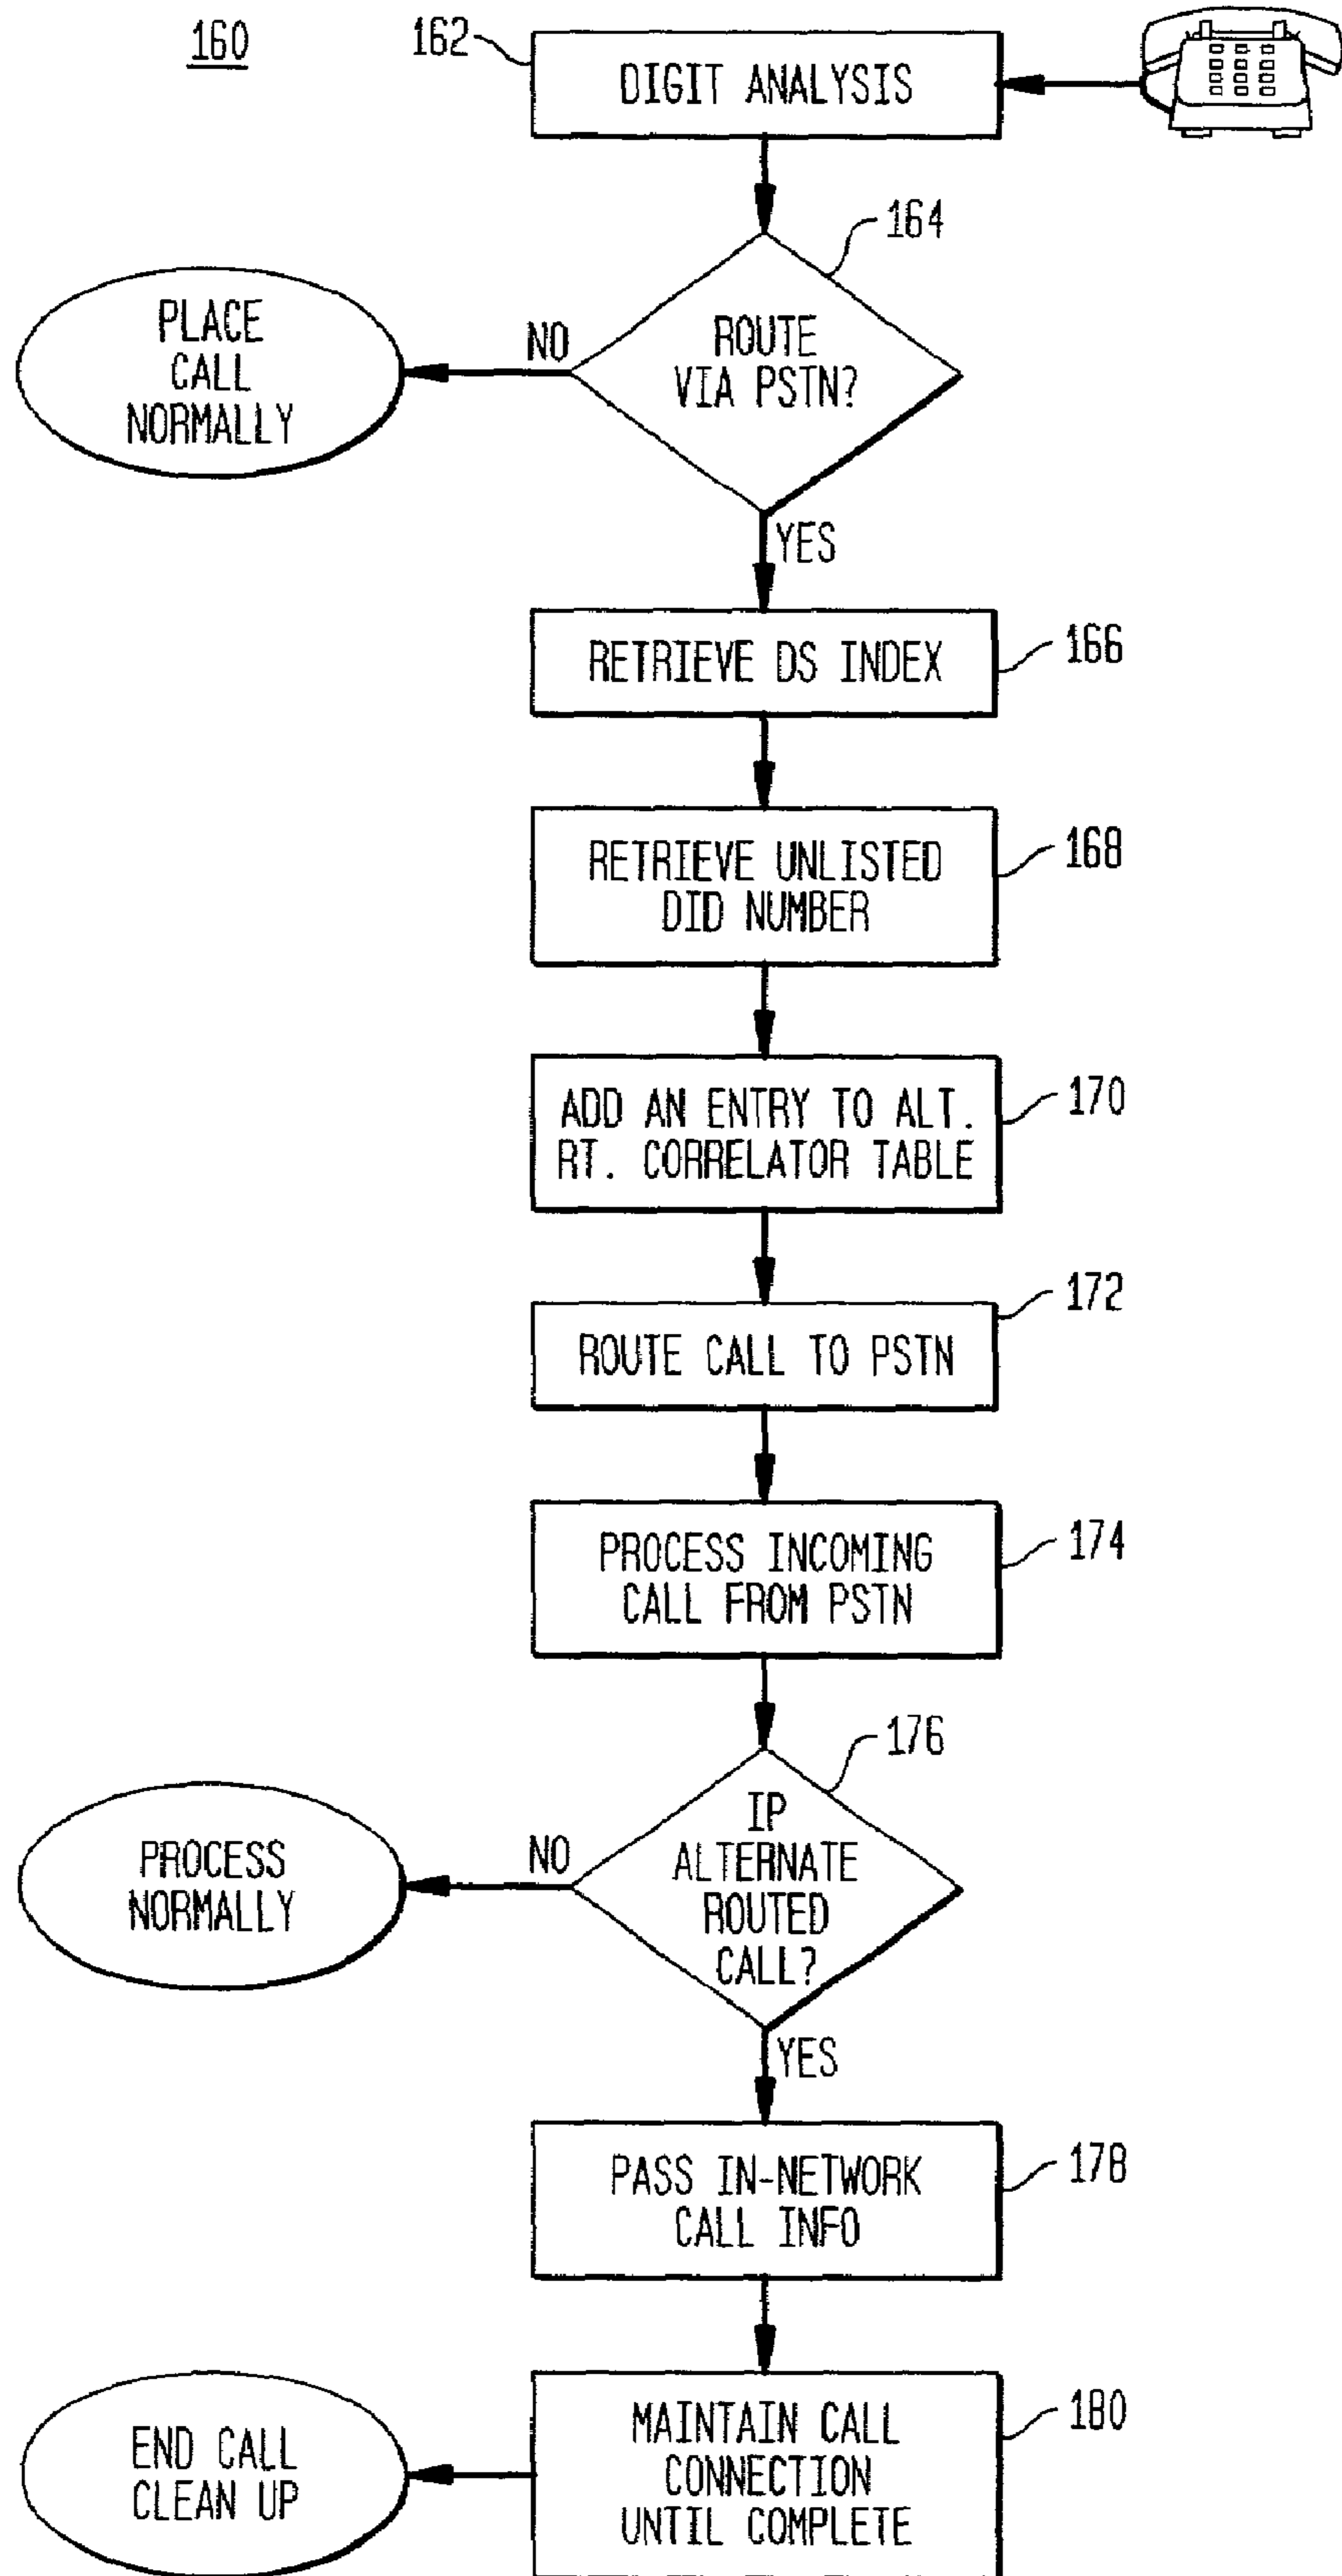 160
162
DIGIT ANALYSIS
164
ROUTE
VIA PSTN?
NO
PLACE
CALL
NORMALLY
YES
RETRIEVE DS INDEX
166
RETRIEVE UNLISTED
DID NUMBER
168
ADD AN ENTRY TO ALT.
RT. CORRELATOR TABLE
170
172
ROUTE CALL TO PSTN
PROCESS INCOMING
CALL FROM PSTN
174
176
IP
ALTERNATE
ROUTED
CALL?
NO
PROCESS
NORMALLY
YES
PASS IN-NETWORK
CALL INFO
178
MAINTAIN CALL
CONNECTION
UNTIL COMPLETE
180
END CALL
CLEAN UP